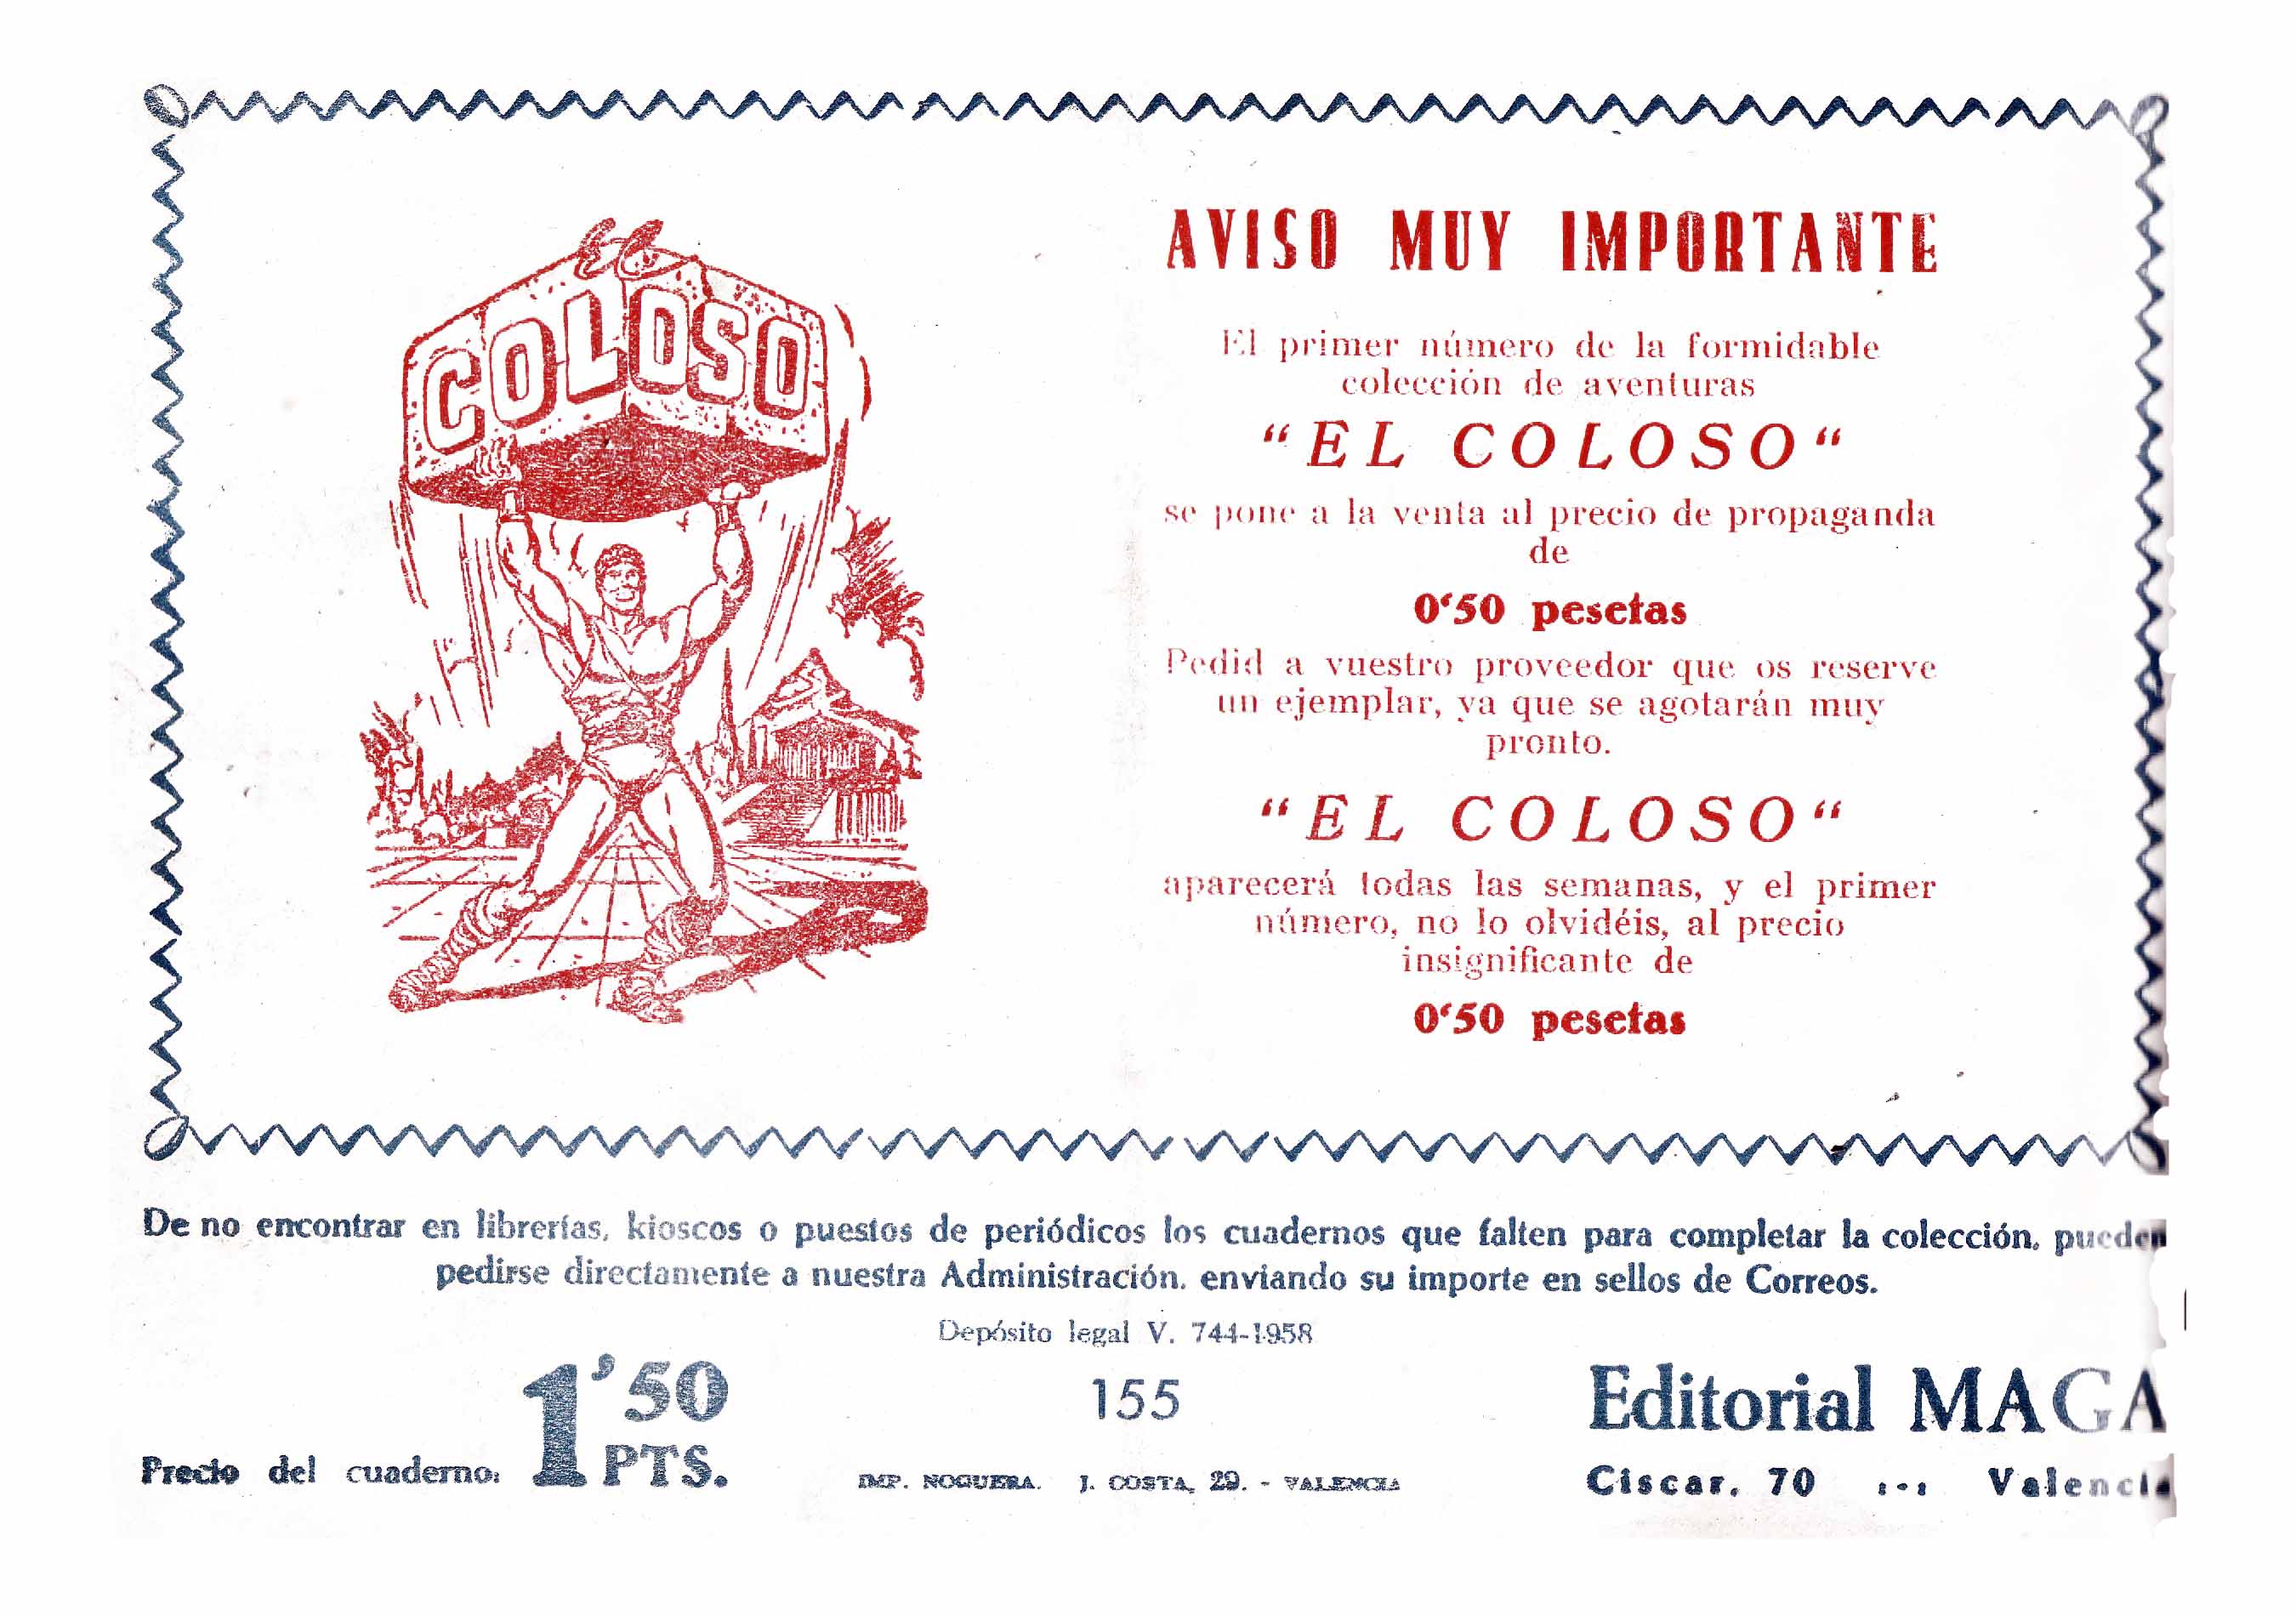 El
COLOSO
AVISO MUY IMPORTANTE
El primer número de la formidable
colección de aventuras
"EL COLOSO"
se pone a la venta al precio de propaganda
de
0'50 pesetas
Pedid a vuestro proveedor que os reserve
un ejemplar, ya que se agotarán muy
pronto.
"EL COLOSO"
aparecerá todas las semanas, y el primer
número, no lo olvidéis, al precio
insignificante de
0'50 pesetas
De no encontrar en librerías, kioscos o puestos de periódicos los cuadernos que falten para completar la colección, pueden
pedirse directamente a nuestra Administración, enviando su importe en sellos de Correos.
Depósito legal V. 744-1958
Precio del cuaderno: 1'50 PTS.
155
IMP. NOGUERA. J. COSTA, 29. - VALENCIA
Editorial MAGA
Ciscar, 70 :-: Valencia